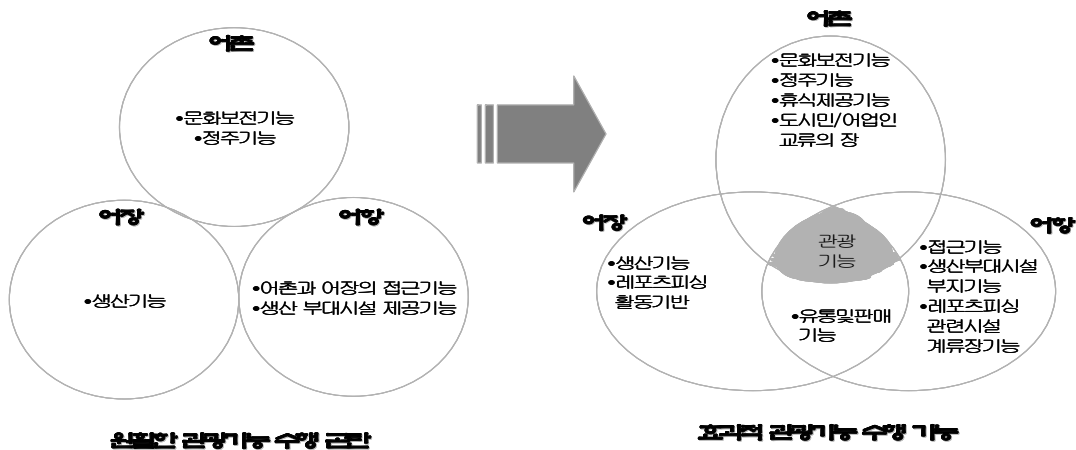 어촌
•문화보전기능
•정주기능
어장
•생산기능
어항
•어촌과 어장의 접근기능
•생산 부대시설 제공기능
원활한 관광기능 수행 곤란
어촌
•문화보전기능
•정주기능
•휴식제공기능
•도시민/어업인
교류의 장
어장
•생산기능
•레포츠피싱
활동기반
관광
기능
•유통및판매
기능
어항
•접근기능
•생산부대시설
부지기능
•레포츠피싱
관련시설
계류장기능
효과적 관광기능 수행 기능